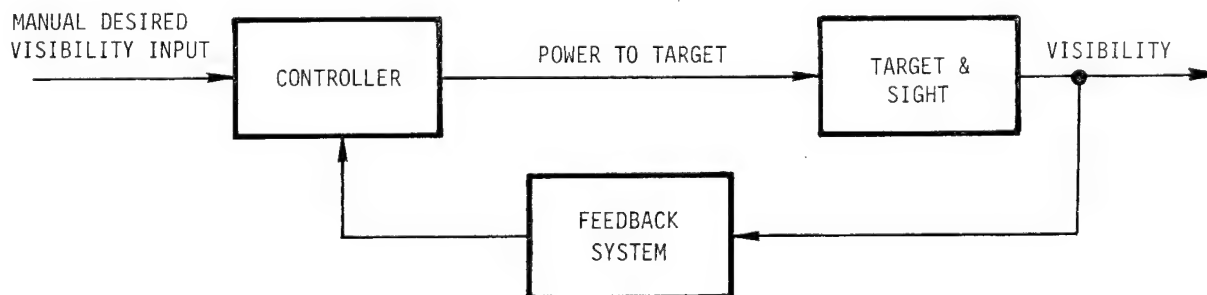 MANUAL DESIRED
VISIBILITY INPUT
CONTROLLER
POWER TO TARGET
TARGET &
SIGHT
VISIBILITY
FEEDBACK
SYSTEM